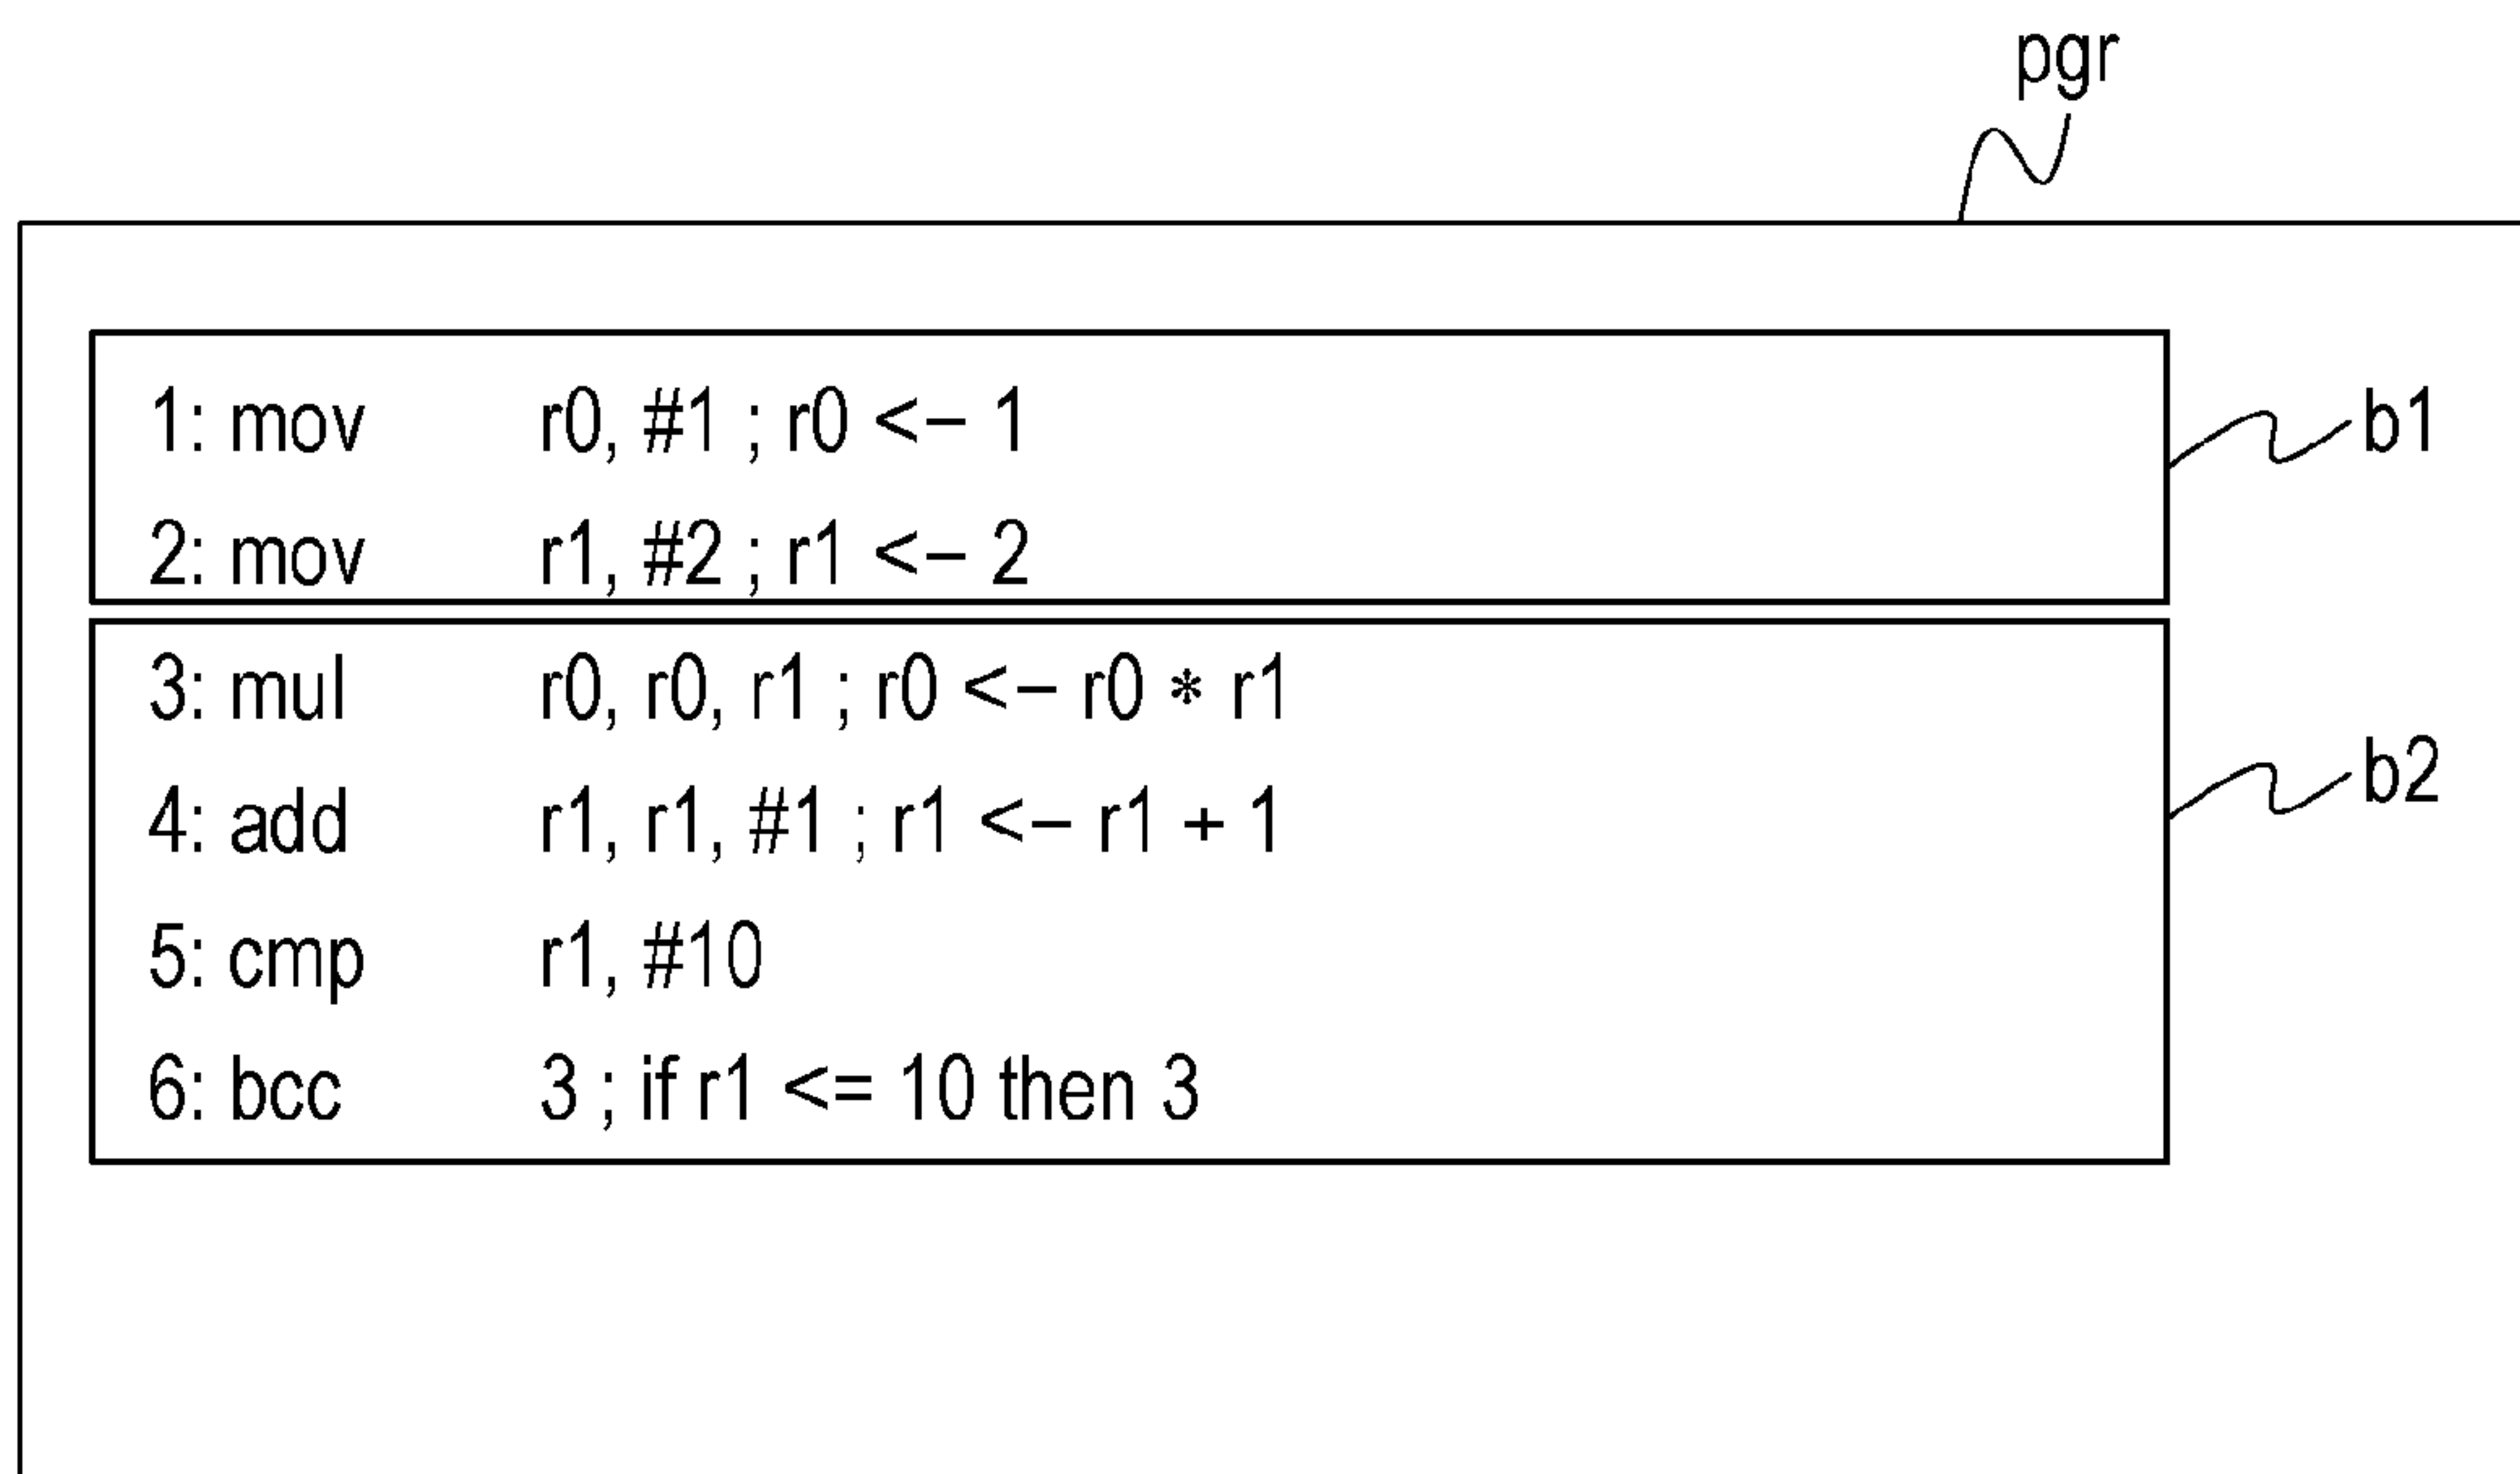 pgr
1: mov r0, #1 ; r0 <– 1
b1
2: mov r1, #2 ; r1 <– 2
3: mul r0, r0, r1 ; r0 <– r0 * r1
b2
4: add r1, r1, #1 ; r1 <– r1 + 1
5: cmp r1, #10
6: bcc 3 ; if r1 <= 10 then 3